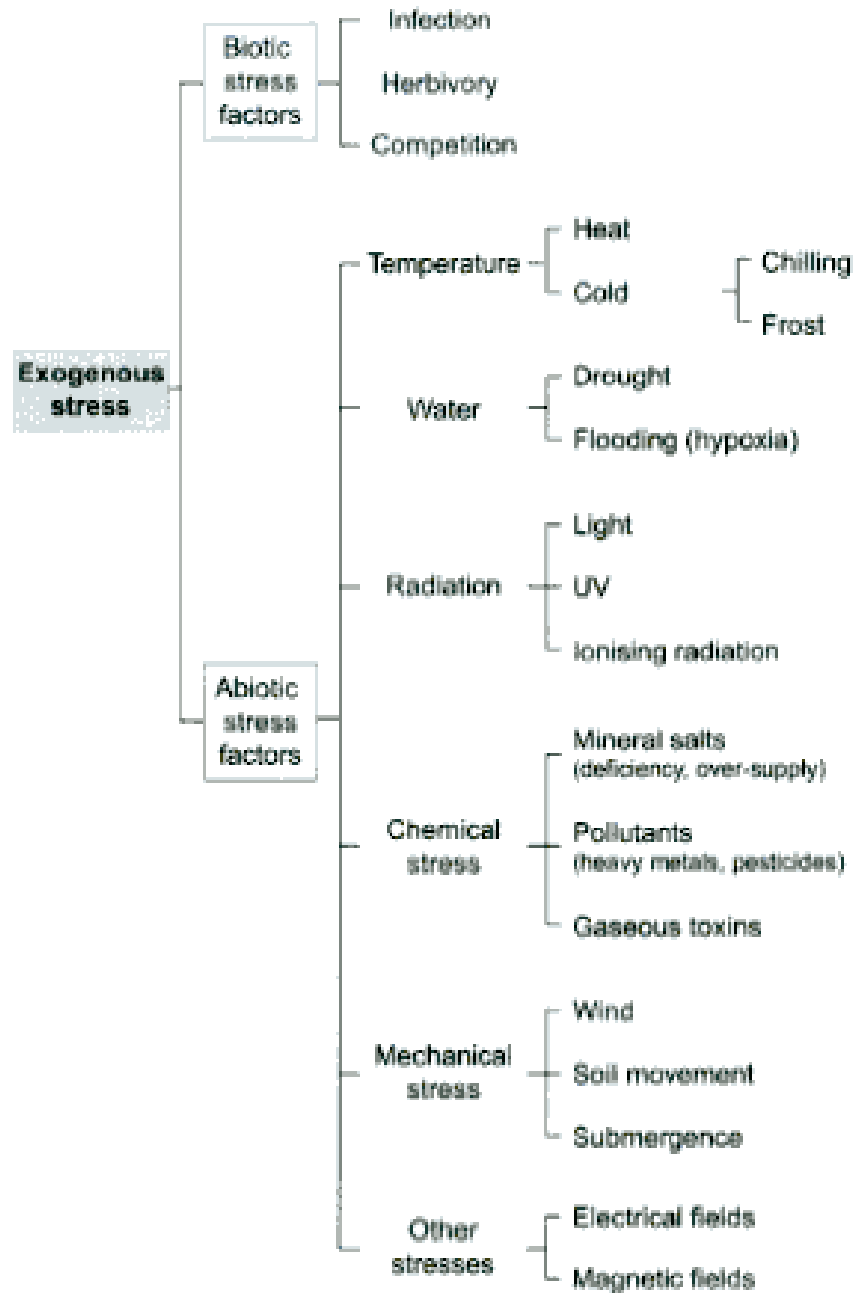 Exogenous
stress
Biotic
stress
factors
Infection
Herbivory
Competition
Abiotic
stress
factors
Temperature
Heat
Cold
Chilling
Frost
Water
Drought
Flooding (hypoxia)
Radiation
Light
UV
Ionising radiation
Chemical
stress
Mineral salts
(deficiency, over-supply)
Pollutants
(heavy metals, pesticides)
Gaseous toxins
Mechanical
stress
Wind
Soil movement
Submergence
Other
stresses
Electrical fields
Magnetic fields